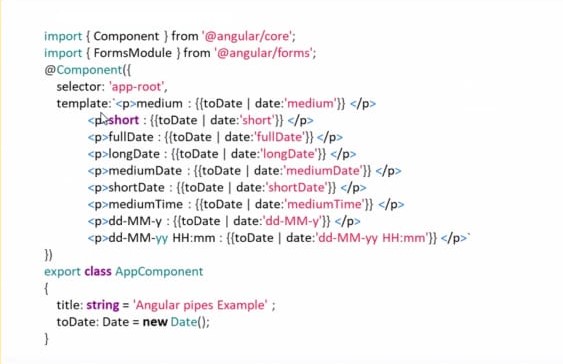 import { Component } from '@angular/core';
import { FormsModule } from '@angular/forms';
@Component({
selector: 'app-root',
template:`<p>medium : {{toDate | date:'medium'}} </p>
<p>short : {{toDate | date:'short'}} </p>
<p>fullDate : {{toDate | date:'fullDate'}} </p>
<p>longDate : {{toDate | date:'longDate'}} </p>
<p>mediumDate : {{toDate | date:'mediumDate'}} </p>
<p>shortDate : {{toDate | date:'shortDate'}} </p>
<p>mediumTime : {{toDate | date:'mediumTime'}} </p>
<p>dd-MM-y : {{toDate | date:'dd-MM-y'}} </p>
<p>dd-MM-yy HH:mm : {{toDate | date:'dd-MM-yy HH:mm'}} </p>`
})
export class AppComponent
{
title: string = 'Angular pipes Example' ;
toDate: Date = new Date();
}